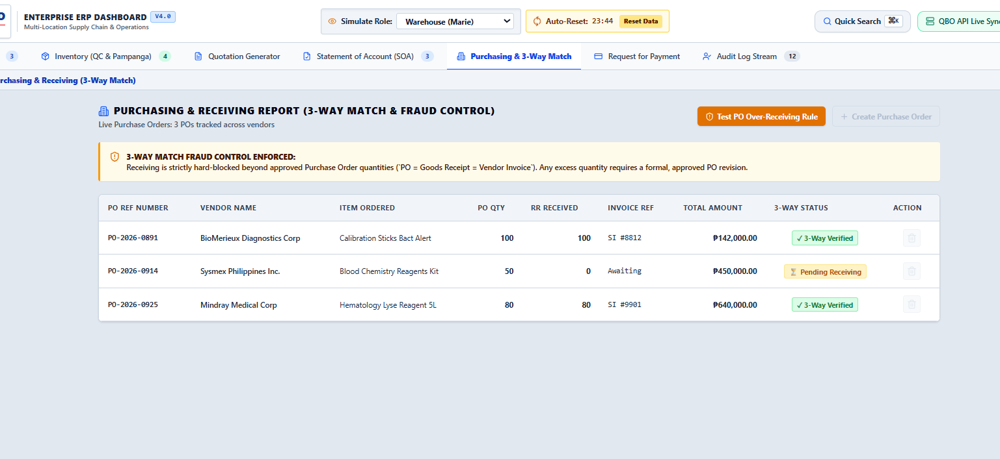 ENTERPRISE ERP DASHBOARD V4.0
Multi-Location Supply Chain & Operations
Simulate Role: Warehouse (Marie)
Auto-Reset: 23:44 Reset Data
Quick Search ⌘K
QBO API Live Syn
3 Inventory (QC & Pampanga) 4 Quotation Generator Statement of Account (SOA) 3 Purchasing & 3-Way Match Request for Payment Audit Log Stream 12
rchasing & Receiving (3-Way Match)
PURCHASING & RECEIVING REPORT (3-WAY MATCH & FRAUD CONTROL)
Live Purchase Orders: 3 POs tracked across vendors
Test PO Over-Receiving Rule + Create Purchase Order
3-WAY MATCH FRAUD CONTROL ENFORCED:
Receiving is strictly hard-blocked beyond approved Purchase Order quantities (`PO = Goods Receipt = Vendor Invoice`). Any excess quantity requires a formal, approved PO revision.
PO REF NUMBER VENDOR NAME ITEM ORDERED PO QTY RR RECEIVED INVOICE REF TOTAL AMOUNT 3-WAY STATUS ACTION
PO-2026-0891 BioMerieux Diagnostics Corp Calibration Sticks Bact Alert 100 100 SI #8812 ₱142,000.00 ✓ 3-Way Verified
PO-2026-0914 Sysmex Philippines Inc. Blood Chemistry Reagents Kit 50 0 Awaiting ₱450,000.00 ⏳ Pending Receiving
PO-2026-0925 Mindray Medical Corp Hematology Lyse Reagent 5L 80 80 SI #9901 ₱640,000.00 ✓ 3-Way Verified